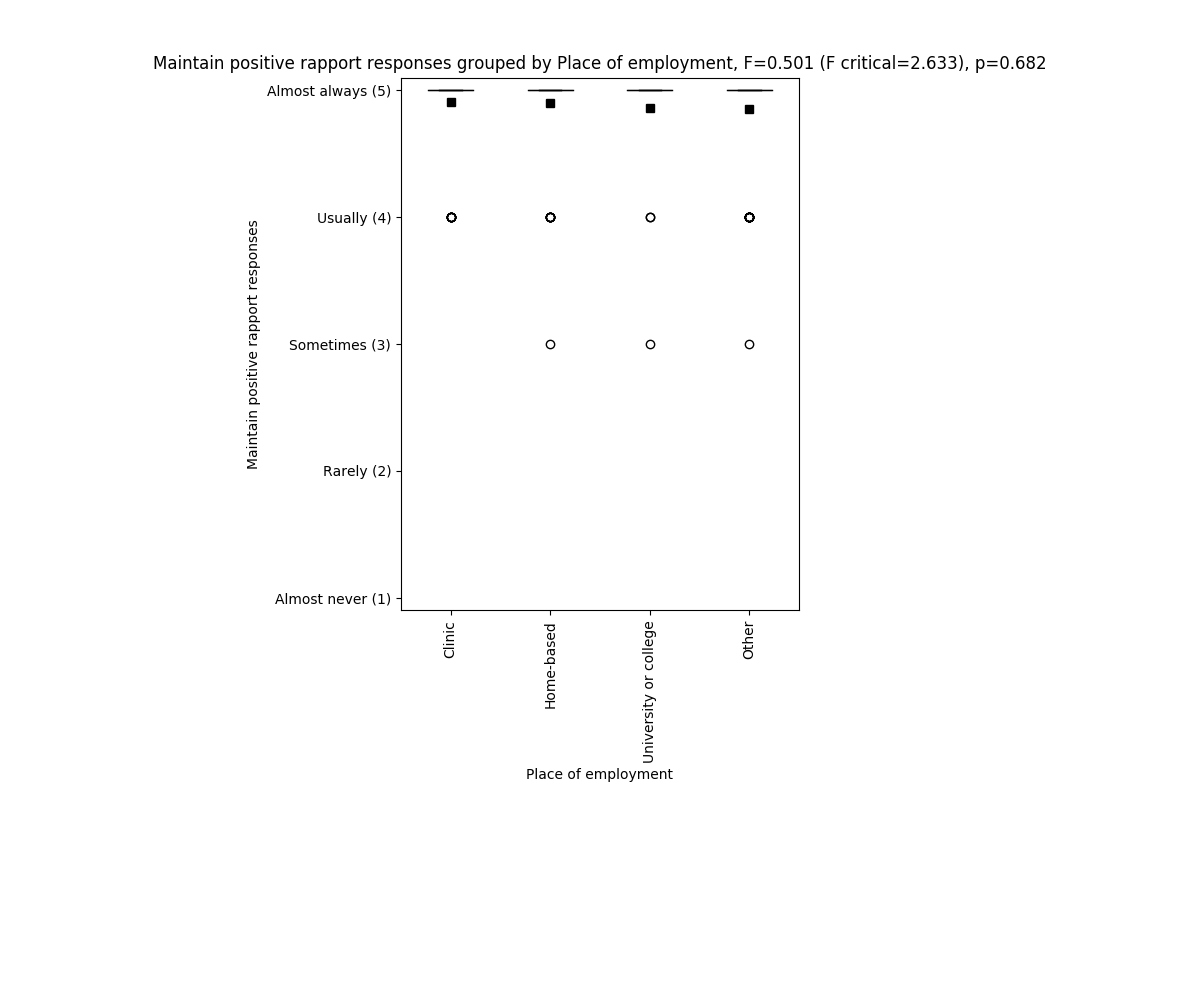 Maintain positive rapport responses grouped by Place of employment, F=0.501 (F critical=2.633), p=0.682
Almost always (5)
Usually (4)
Sometimes (3)
Rarely (2)
Almost never (1)
Maintain positive rapport responses
Clinic
Home-based
University or college
Other
Place of employment